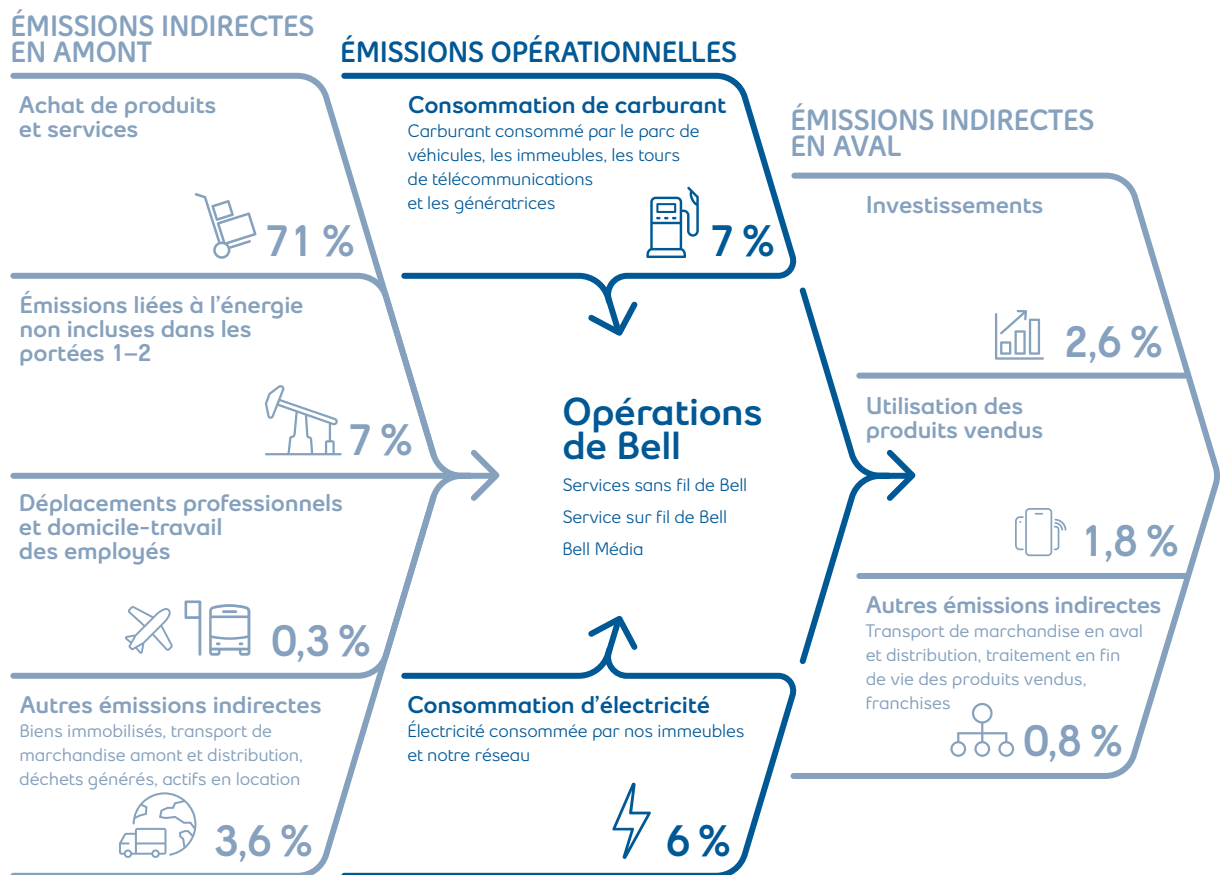 ÉMISSIONS INDIRECTES
EN AMONT
Achat de produits
et services
71 %
Émissions liées à l’énergie
non incluses dans les
portées 1–2
7 %
Déplacements professionnels
et domicile-travail
des employés
0,3 %
Autres émissions indirectes
Biens immobilisés, transport de
marchandise amont et distribution,
déchets générés, actifs en location
3,6 %
ÉMISSIONS OPÉRATIONNELLES
Consommation de carburant
Carburant consommé par le parc de
véhicules, les immeubles, les tours
de télécommunications
et les génératrices
7 %
Opérations
de Bell
Services sans fil de Bell
Service sur fil de Bell
Bell Média
Consommation d’électricité
Électricité consommée par nos immeubles
et notre réseau
6 %
ÉMISSIONS INDIRECTES
EN AVAL
Investissements
2,6 %
Utilisation des
produits vendus
1,8 %
Autres émissions indirectes
Transport de marchandise en aval
et distribution, traitement en fin
de vie des produits vendus,
franchises
0,8 %